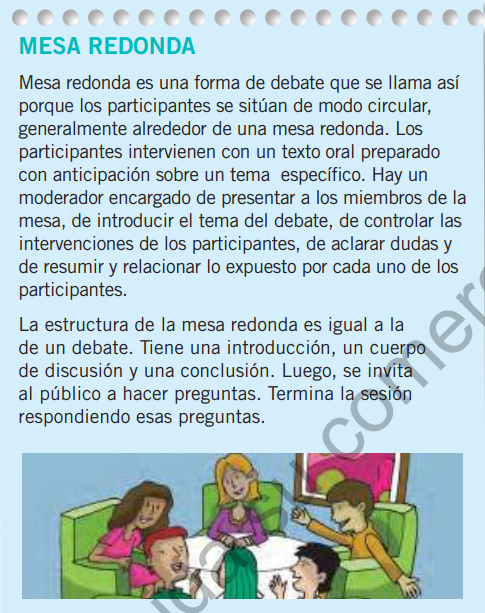 MESA REDONDA
Mesa redonda es una forma de debate que se llama así
porque los participantes se sitúan de modo circular,
generalmente alrededor de una mesa redonda. Los
participantes intervienen con un texto oral preparado
con anticipación sobre un tema específico. Hay un
moderador encargado de presentar a los miembros de la
mesa, de introducir el tema del debate, de controlar las
intervenciones de los participantes, de aclarar dudas y
de resumir y relacionar lo expuesto por cada uno de los
participantes.
La estructura de la mesa redonda es igual a la
de un debate. Tiene una introducción, un cuerpo
de discusión y una conclusión. Luego, se invita
al público a hacer preguntas. Termina la sesión
respondiendo esas preguntas.